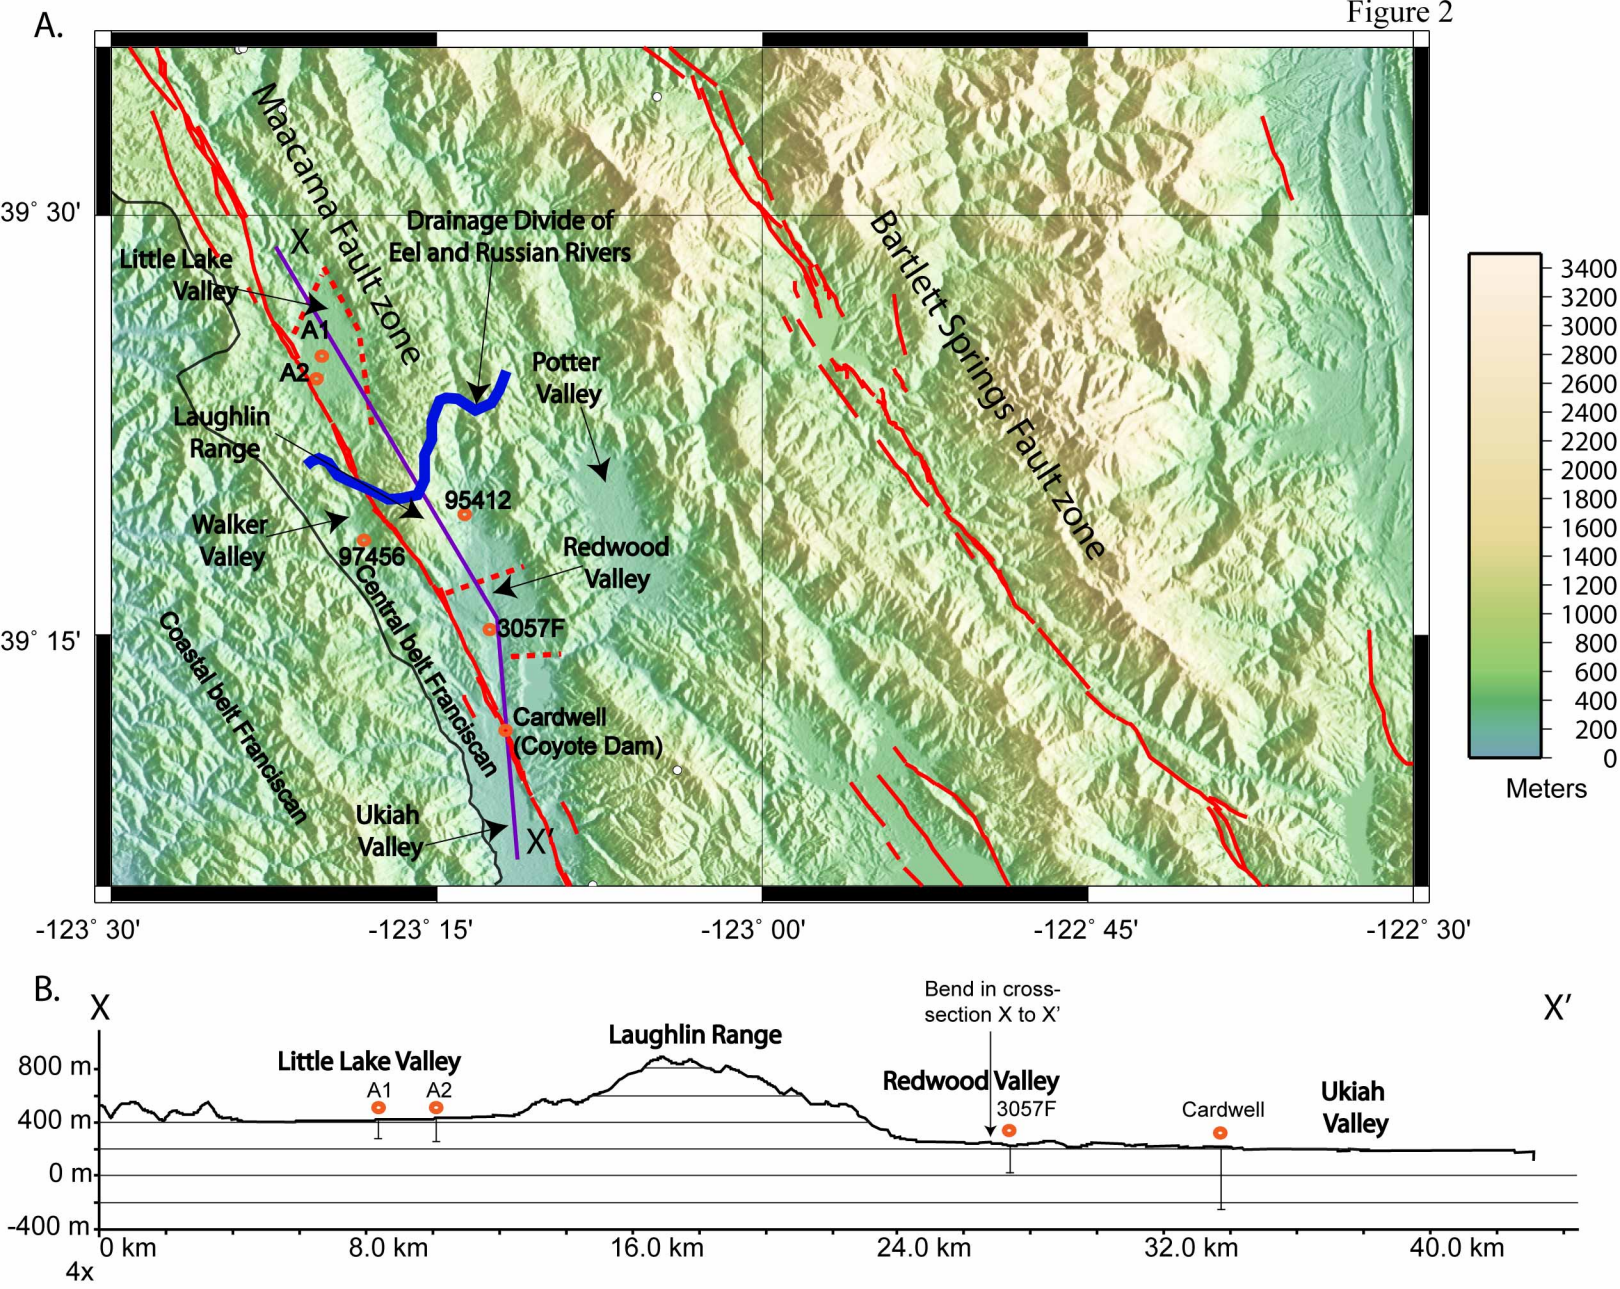 Figure 2
A.
Maacama Fault zone
39° 30'
Drainage Divide of
Eel and Russian Rivers
Bartlett Springs Fault zone
X
Little Lake
Valley
A1
A2
Potter
Valley
Laughlin
Range
95412
Walker
Valley
97456
Redwood
Valley
Central belt Franciscan
Coastal belt Franciscan
3057F
39° 15'
Cardwell
(Coyote Dam)
Ukiah
Valley
X'
-123° 30'
-123° 15'
-123° 00'
-122° 45'
-122° 30'
3400
3200
3000
2800
2600
2400
2200
2000
1800
1600
1400
1200
1000
800
600
400
200
0
Meters
B.
X
Bend in cross-
section X to X'
X'
Laughlin Range
Little Lake Valley
A1
A2
Redwood Valley
3057F
Cardwell
Ukiah
Valley
800 m
400 m
0 m
-400 m
0 km
8.0 km
16.0 km
24.0 km
32.0 km
40.0 km
4x